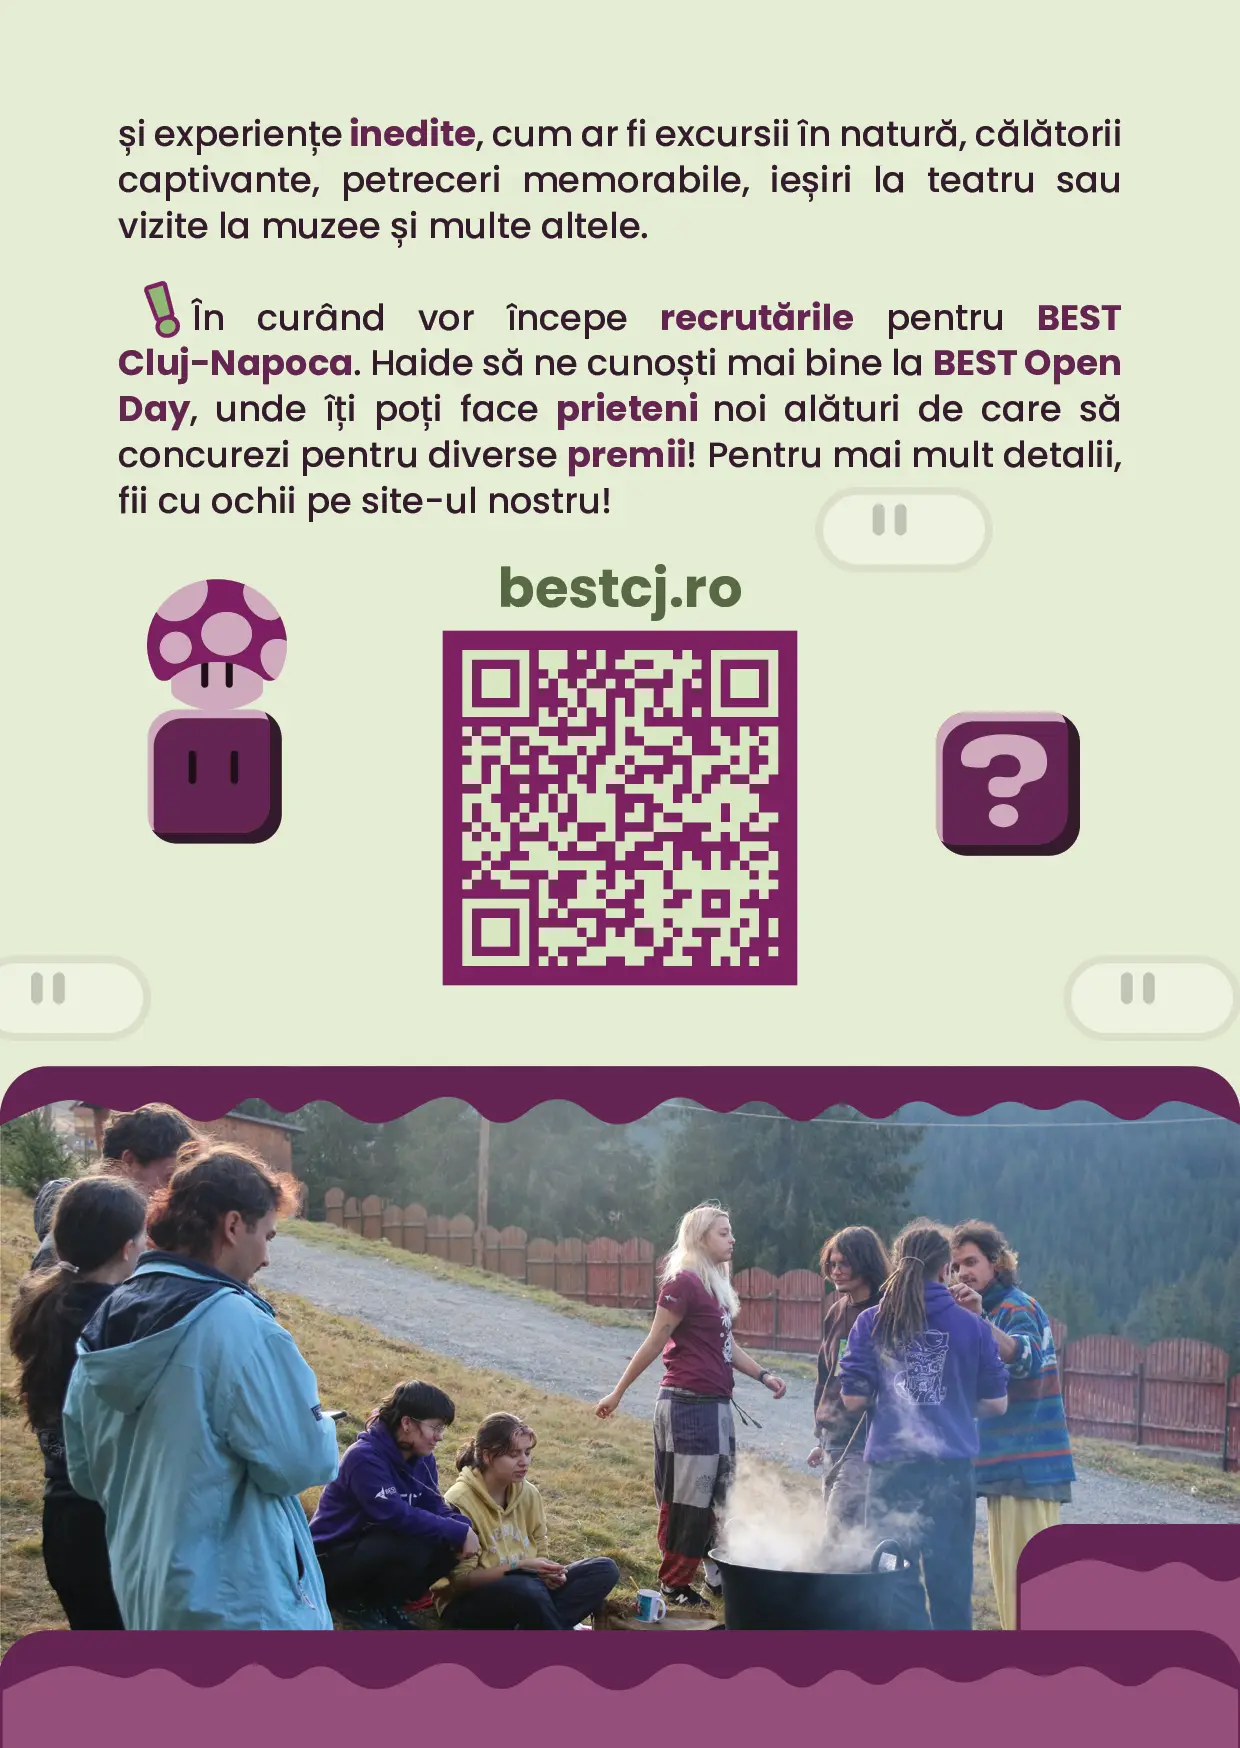 și experiențe inedite, cum ar fi excursii în natură, călătorii
captivante, petreceri memorabile, ieșiri la teatru sau
vizite la muzee și multe altele.
În curând vor începe recrutările pentru BEST
Cluj-Napoca. Haide să ne cunoști mai bine la BEST Open
Day, unde îți poți face prieteni noi alături de care să
concurezi pentru diverse premii! Pentru mai mult detalii,
fii cu ochii pe site-ul nostru!
bestcj.ro
?